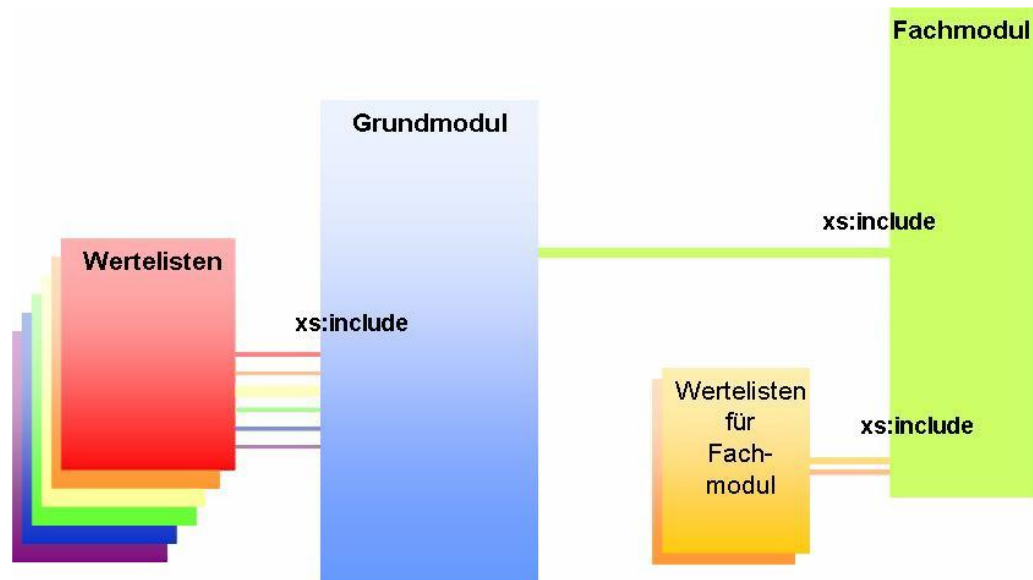 Fachmodul
Grundmodul
xs:include
Wertelisten
xs:include
Wertelisten
für
Fach-
modul
xs:include